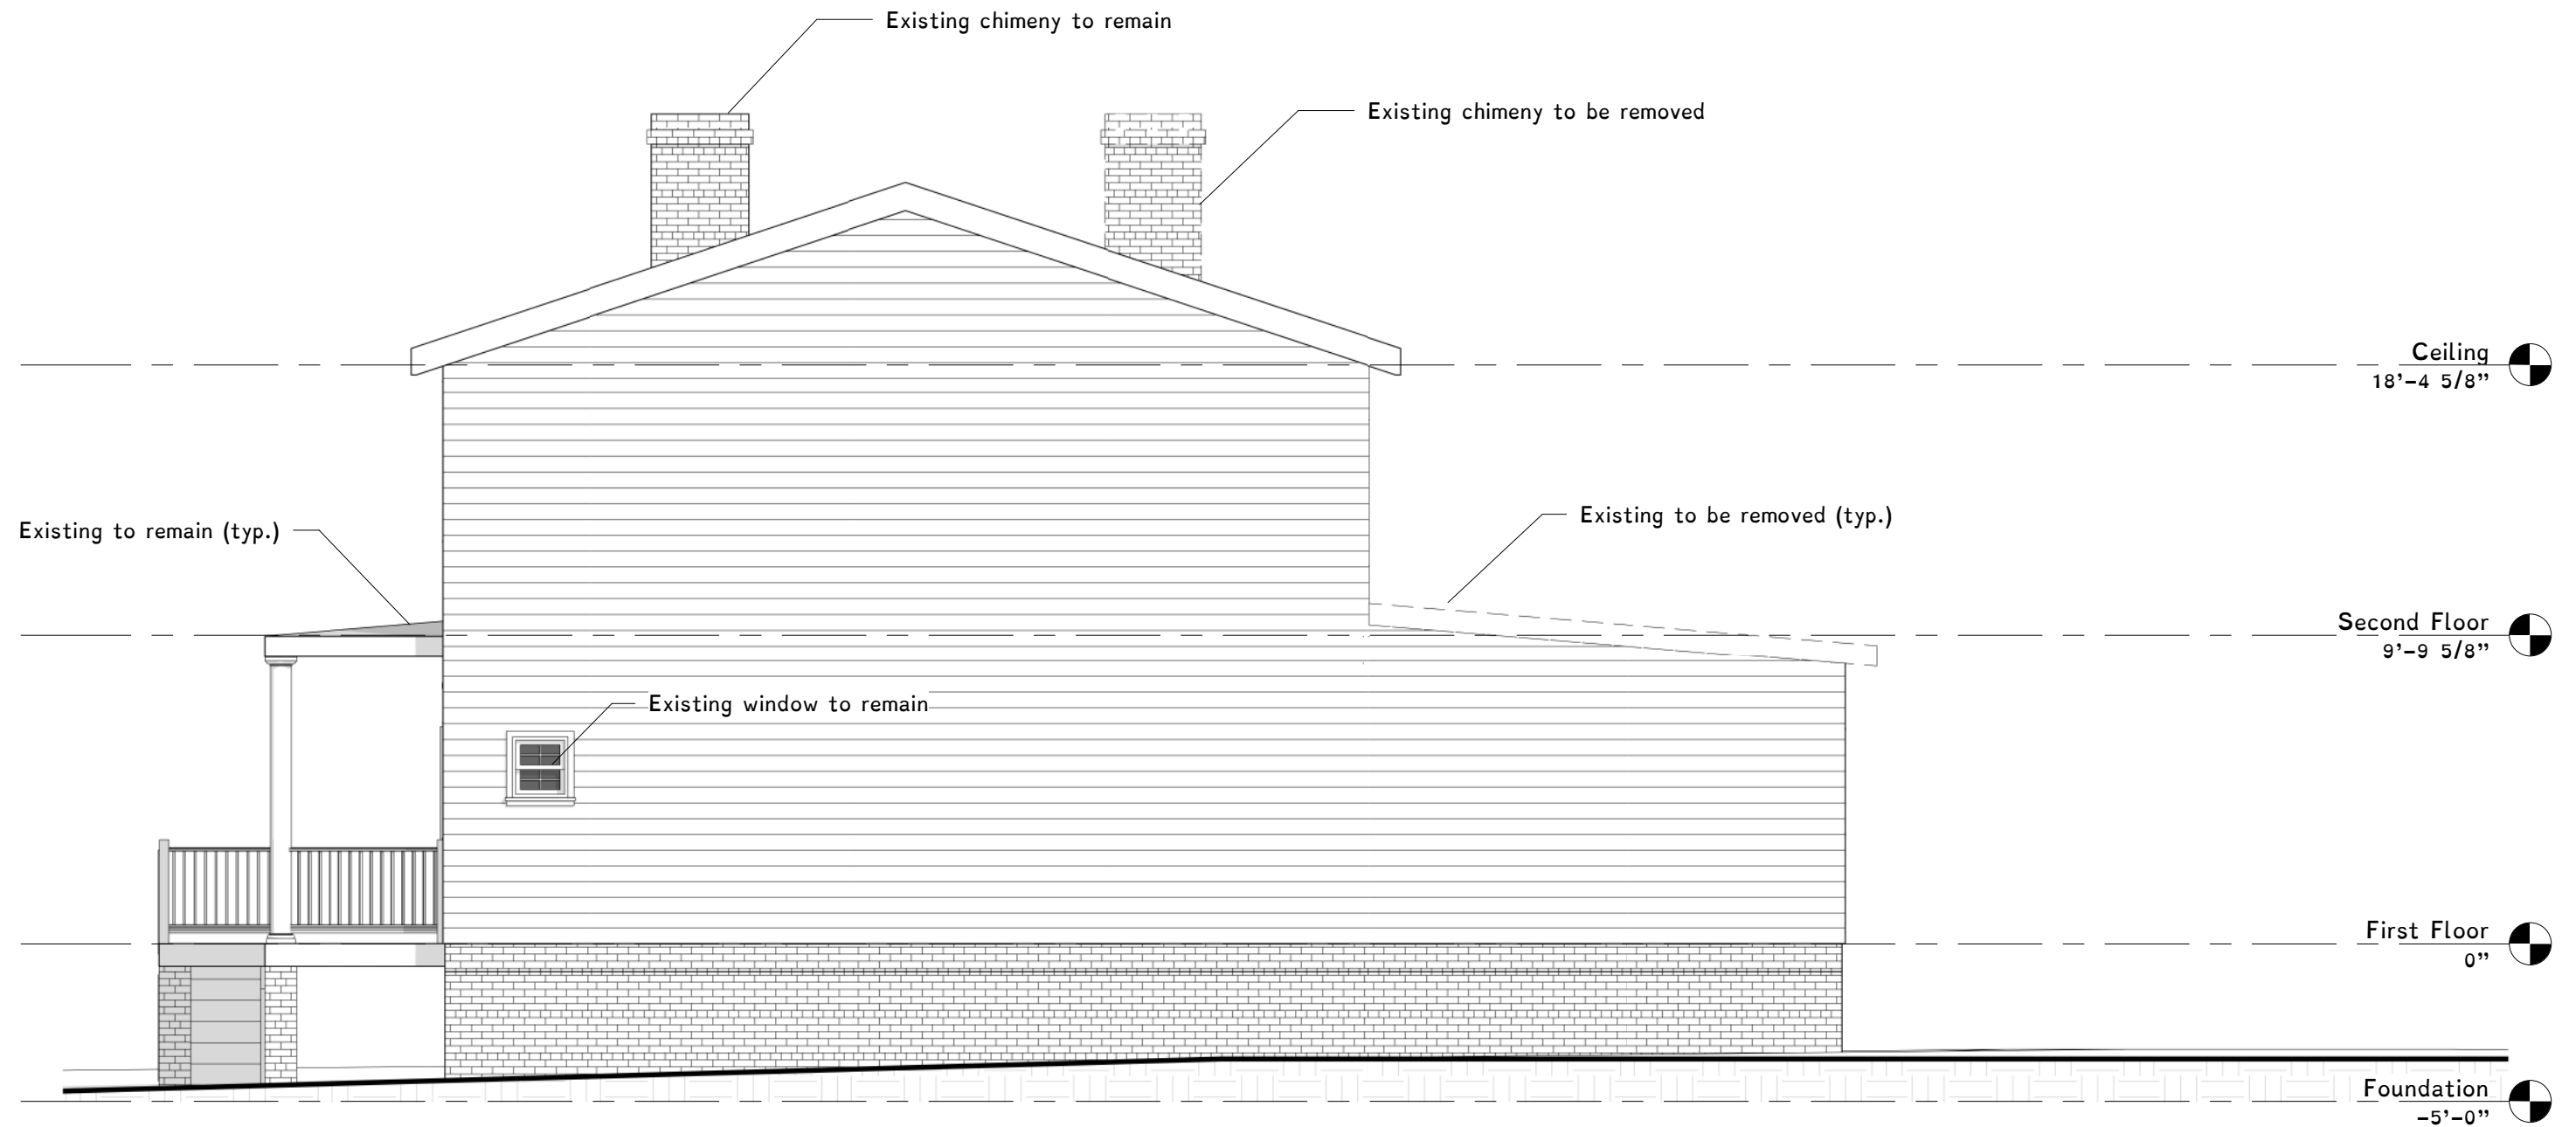 Existing chimeny to remain
Existing chimeny to be removed
Ceiling
18’–4 5/8”
Existing to be removed (typ.)
Existing to remain (typ.)
Second Floor
9’–9 5/8”
Existing window to remain
First Floor
0”
Foundation
–5’–0”